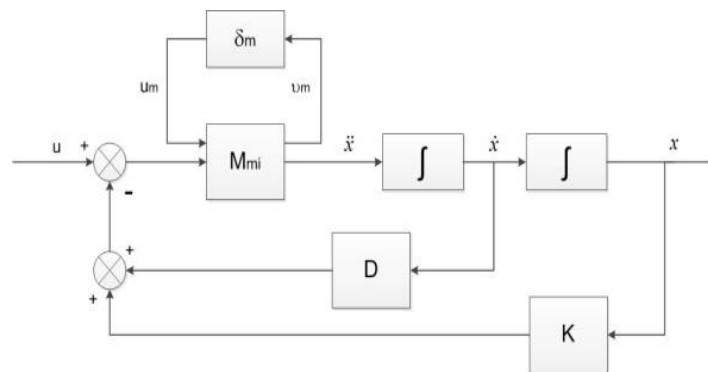 δm
um
υm
u
+
Mmi
ẍ
∫
ẋ
∫
x
-
+
+
D
K